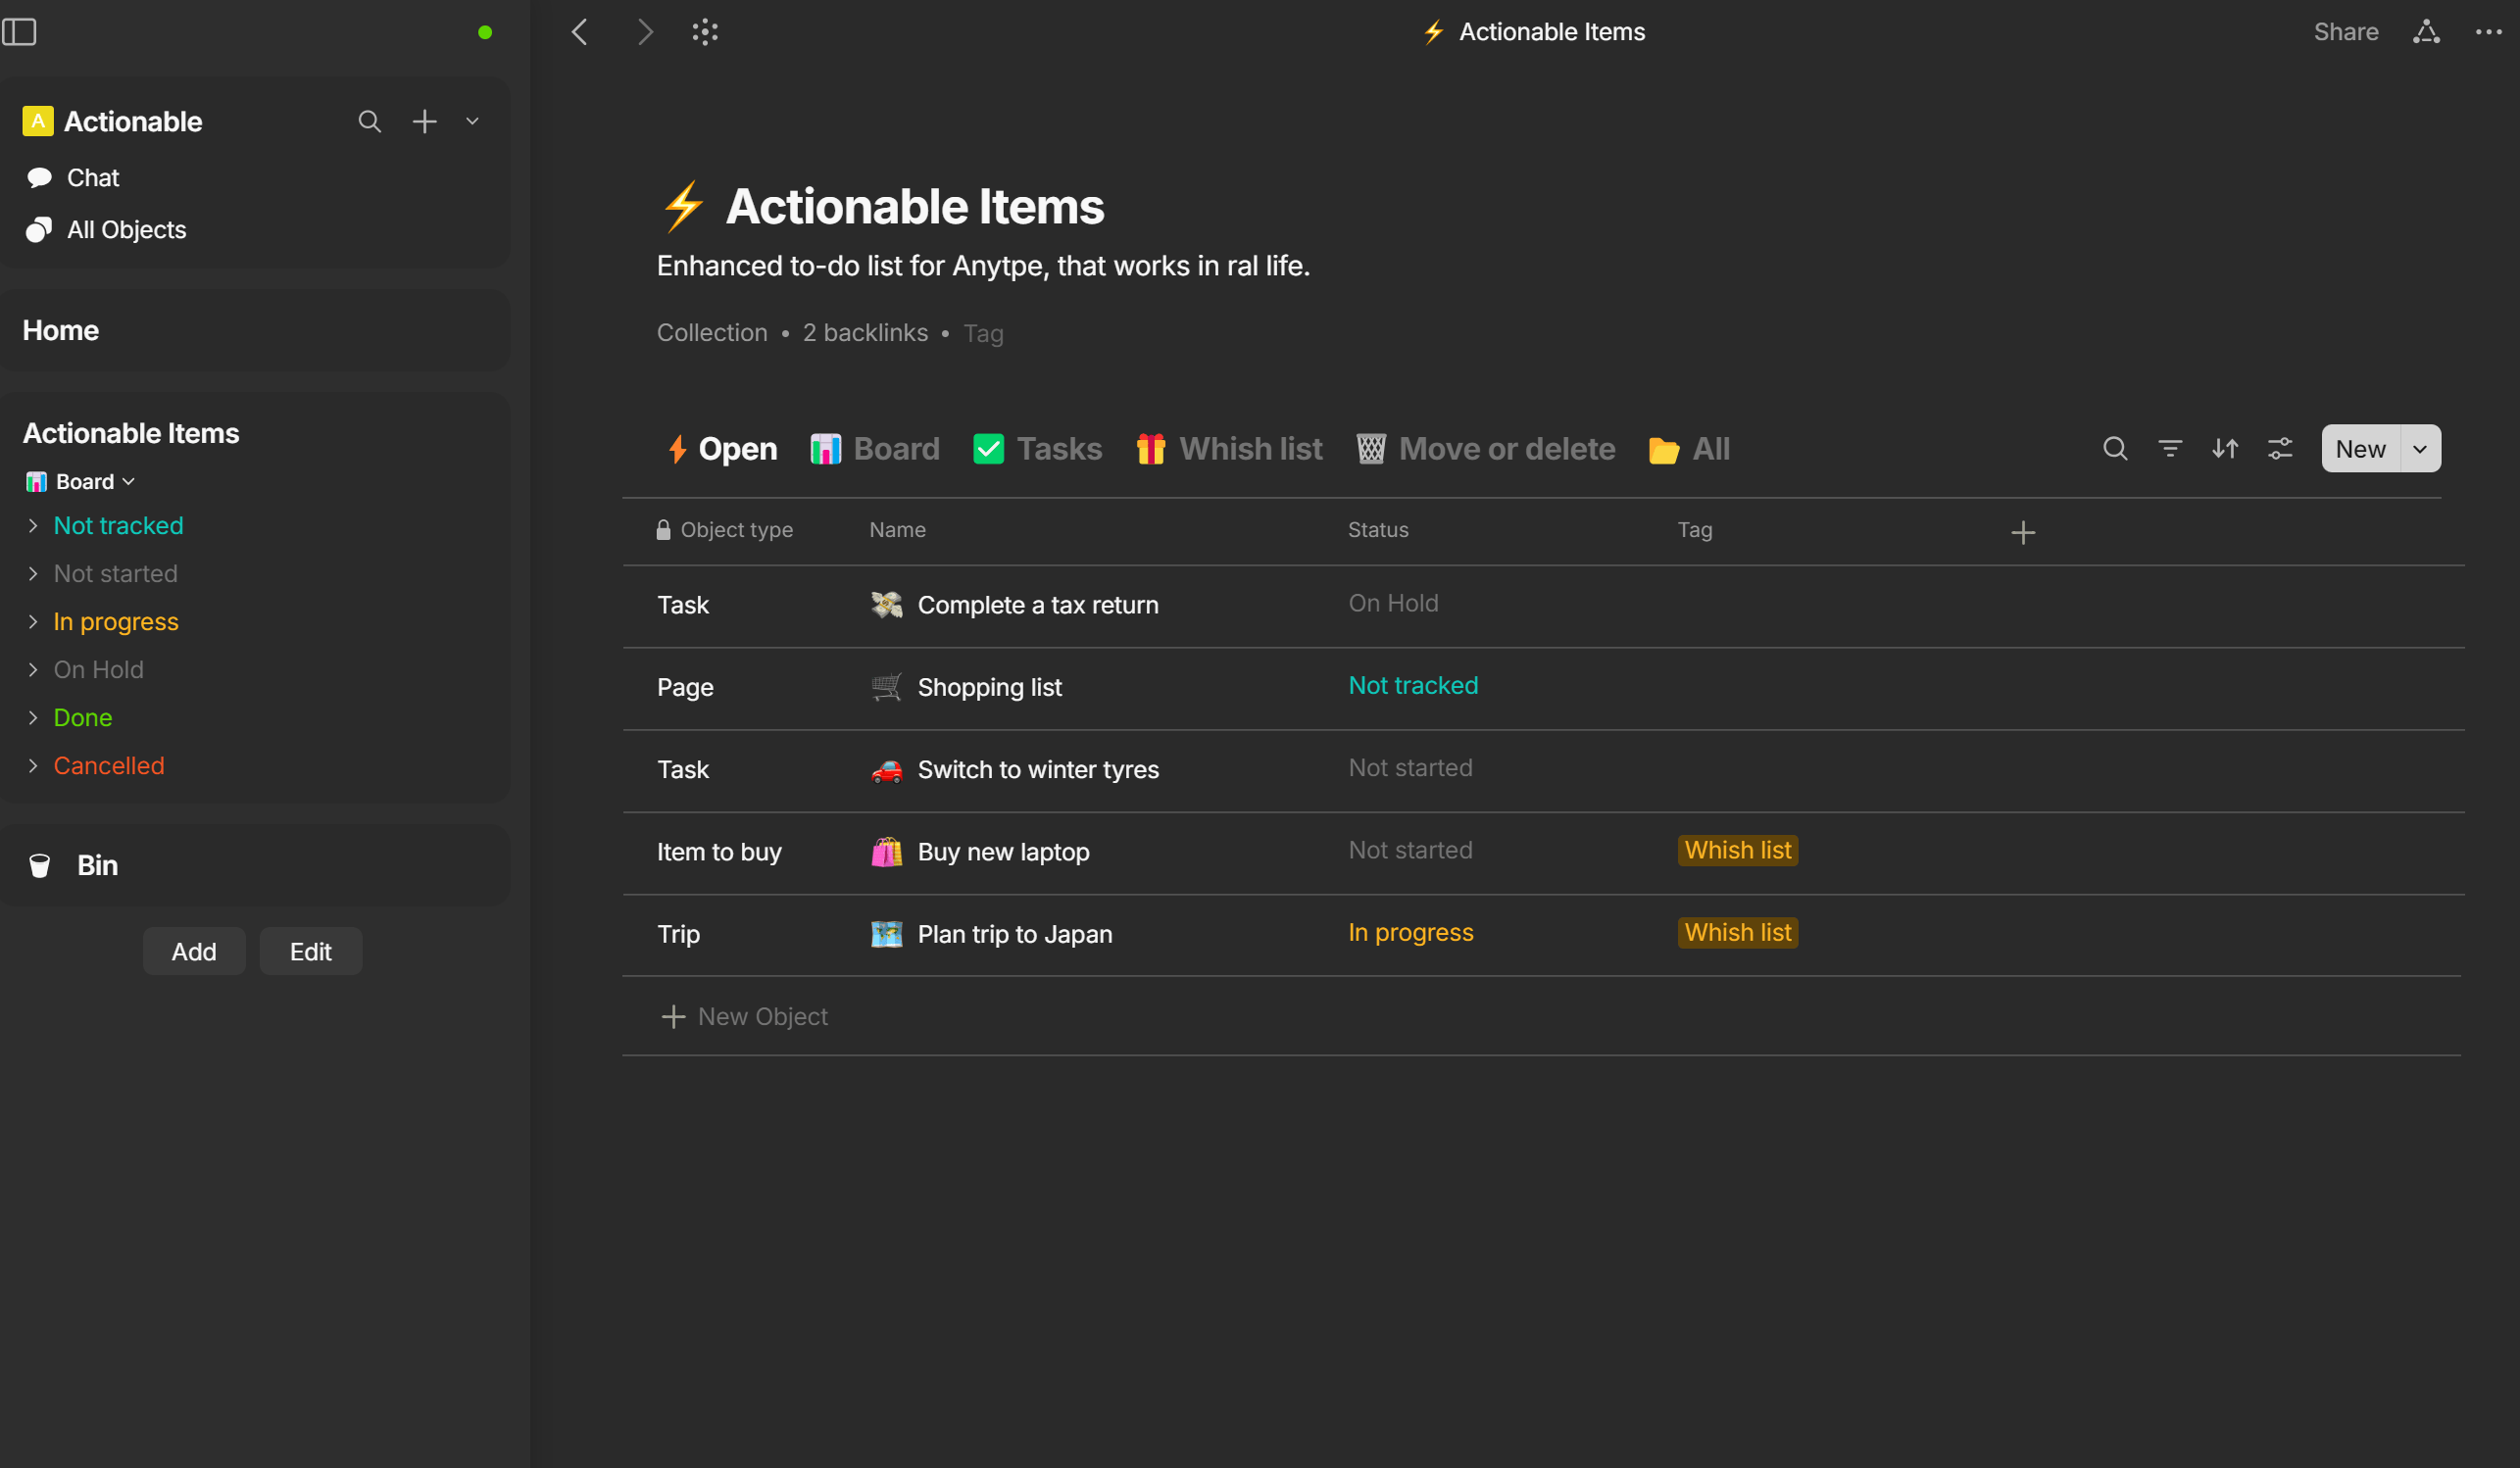 A Actionable
Chat
All Objects
Home
Actionable Items
Board
Not tracked
Not started
In progress
On Hold
Done
Cancelled
Bin
Add Edit
Actionable Items
Share
Actionable Items
Enhanced to-do list for Anytpe, that works in ral life.
Collection • 2 backlinks • Tag
Open Board Tasks Whish list Move or delete All
New
Object type Name Status Tag
Task Complete a tax return On Hold
Page Shopping list Not tracked
Task Switch to winter tyres Not started
Item to buy Buy new laptop Not started Whish list
Trip Plan trip to Japan In progress Whish list
New Object